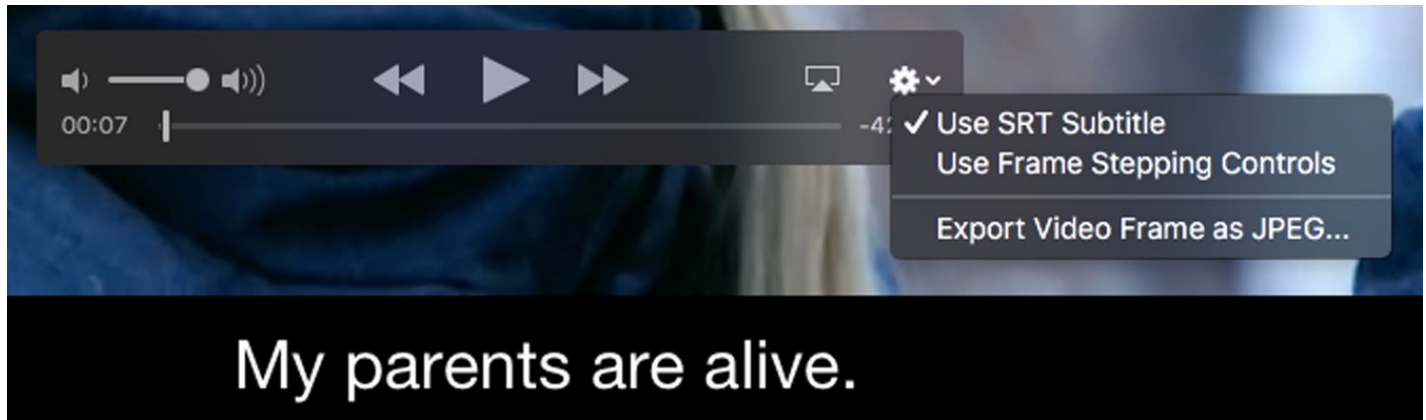 00:07
Use SRT Subtitle
Use Frame Stepping Controls
Export Video Frame as JPEG...
My parents are alive.